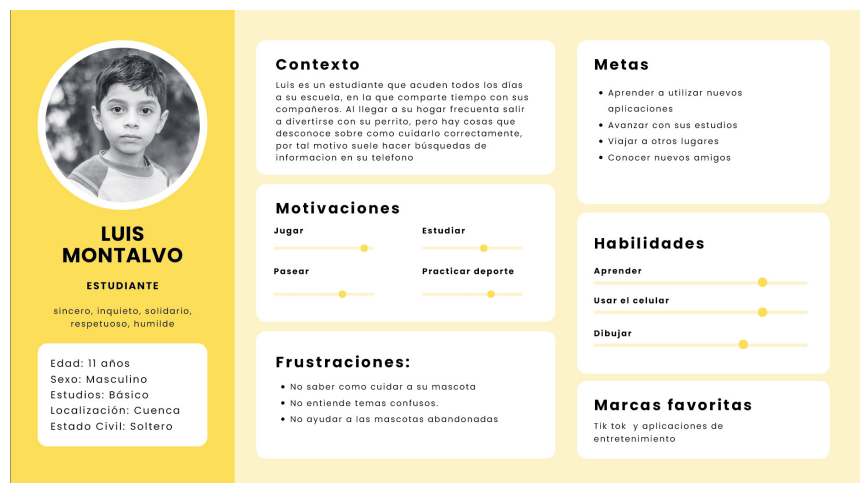 LUIS
MONTALVO
ESTUDIANTE
sincero, inquieto, solidario,
respetuoso, humilde
Edad: 11 años
Sexo: Masculino
Estudios: Básico
Localización: Cuenca
Estado Civil: Soltero
Contexto
Luis es un estudiante que acuden todos los días
a su escuela, en la que comparte tiempo con sus
compañeros. Al llegar a su hogar frecuenta salir
a divertirse con su perrito, pero hay cosas que
desconoce sobre como cuidarlo correctamente,
por tal motivo suele hacer búsquedas de
informacion en su telefono
Motivaciones
Jugar
Estudiar
Pasear
Practicar deporte
Frustraciones:
• No saber como cuidar a su mascota
• No entiende temas confusos.
• No ayudar a las mascotas abandonadas
Metas
• Aprender a utilizar nuevos
aplicaciones
• Avanzar con sus estudios
• Viajar a otros lugares
• Conocer nuevos amigos
Habilidades
Aprender
Usar el celular
Dibujar
Marcas favoritas
Tik tok y aplicaciones de
entretenimiento